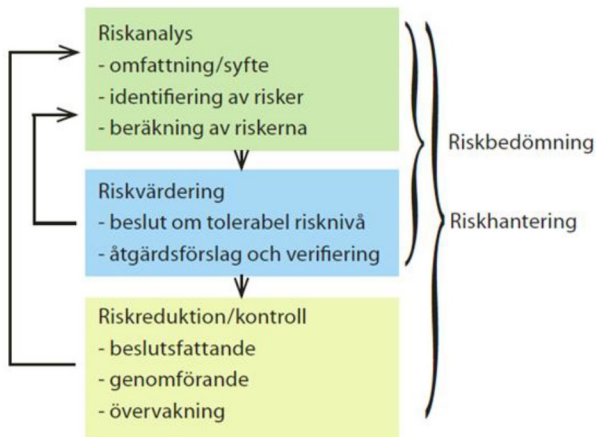 Riskanalys
- omfattning/syfte
- identifiering av risker
- beräkning av riskerna
Riskvärdering
- beslut om tolerabel risknivå
- åtgärdsförslag och verifiering
Riskreduktion/kontroll
- beslutsfattande
- genomförande
- övervakning
Riskbedömning
Riskhantering